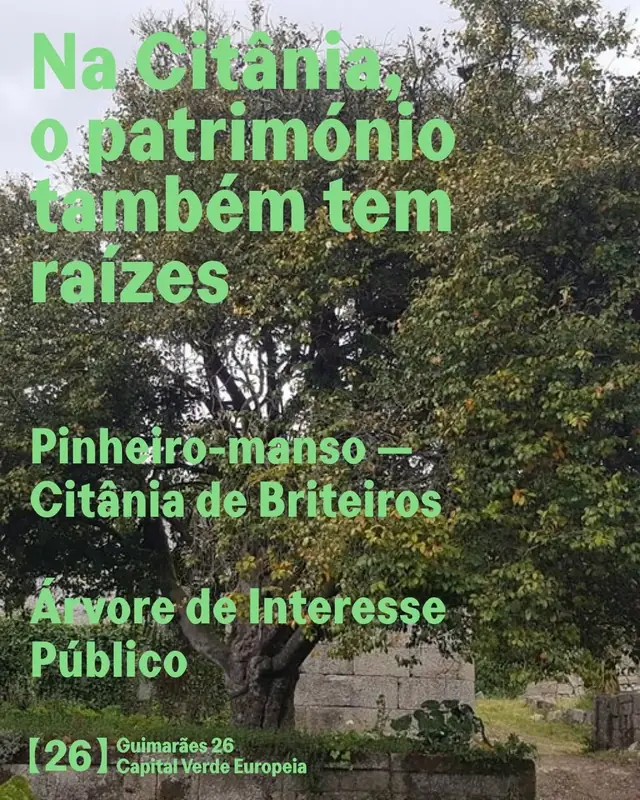 Na Citânia,
o património
também tem
raízes
Pinheiro-manso —
Citânia de Briteiros
Árvore de Interesse
Público
[26] Guimarães 26
Capital Verde Europeia